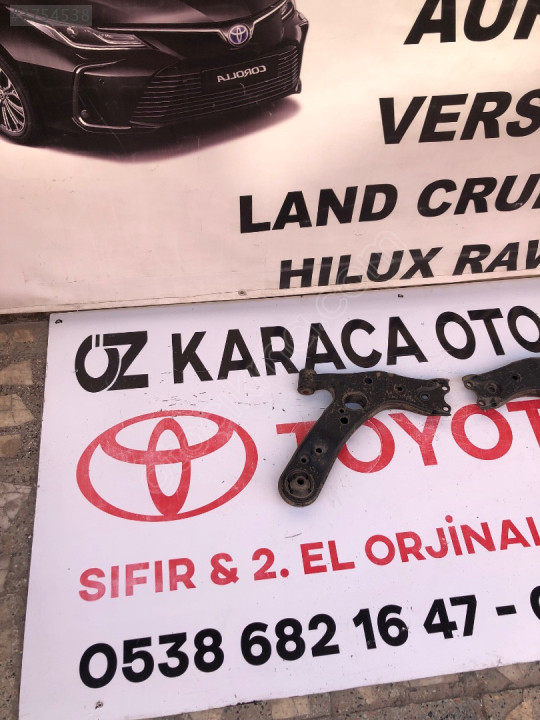 COROLLA
VERS
LAND CRU
HILUX RAV
ÖZ KARACA OTO
TOYOT
SIFIR & 2. EL ORJİNAL
0538 682 16 47 -